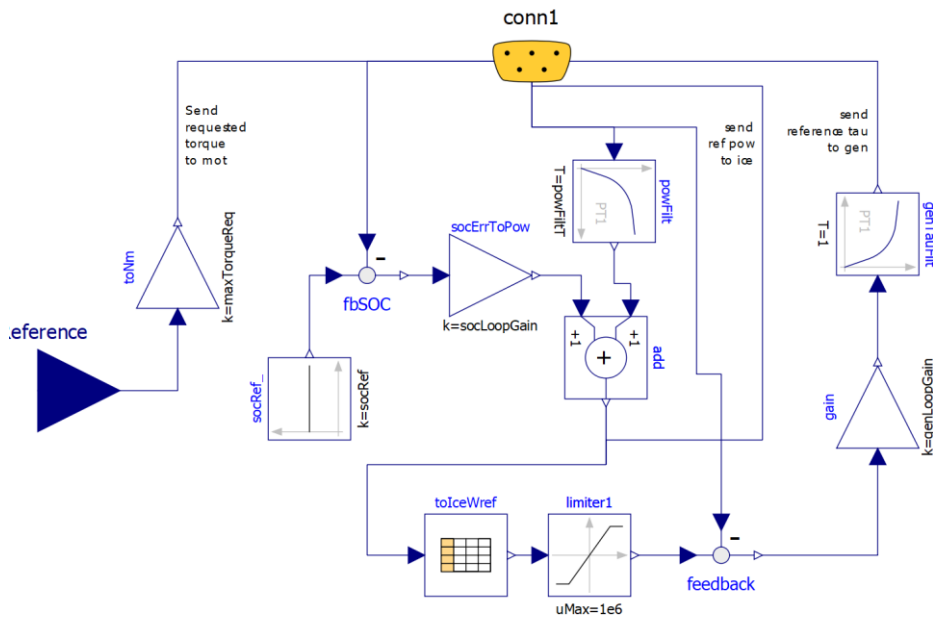 conn1
Send
requested
torque
to mot
send
ref pow
to ice
send
reference tau
to gen
toNm
k=maxTorqueReq
eference
fbSOC
-
socErrToPow
k=socLoopGain
socRef_
k=socRef
T=powFiltT
PT1
powFilt
+1
+1
+
add
T=1
PT1
genTauFilt
gain
k=genLoopGain
toIceWref
limiter1
uMax=1e6
-
feedback